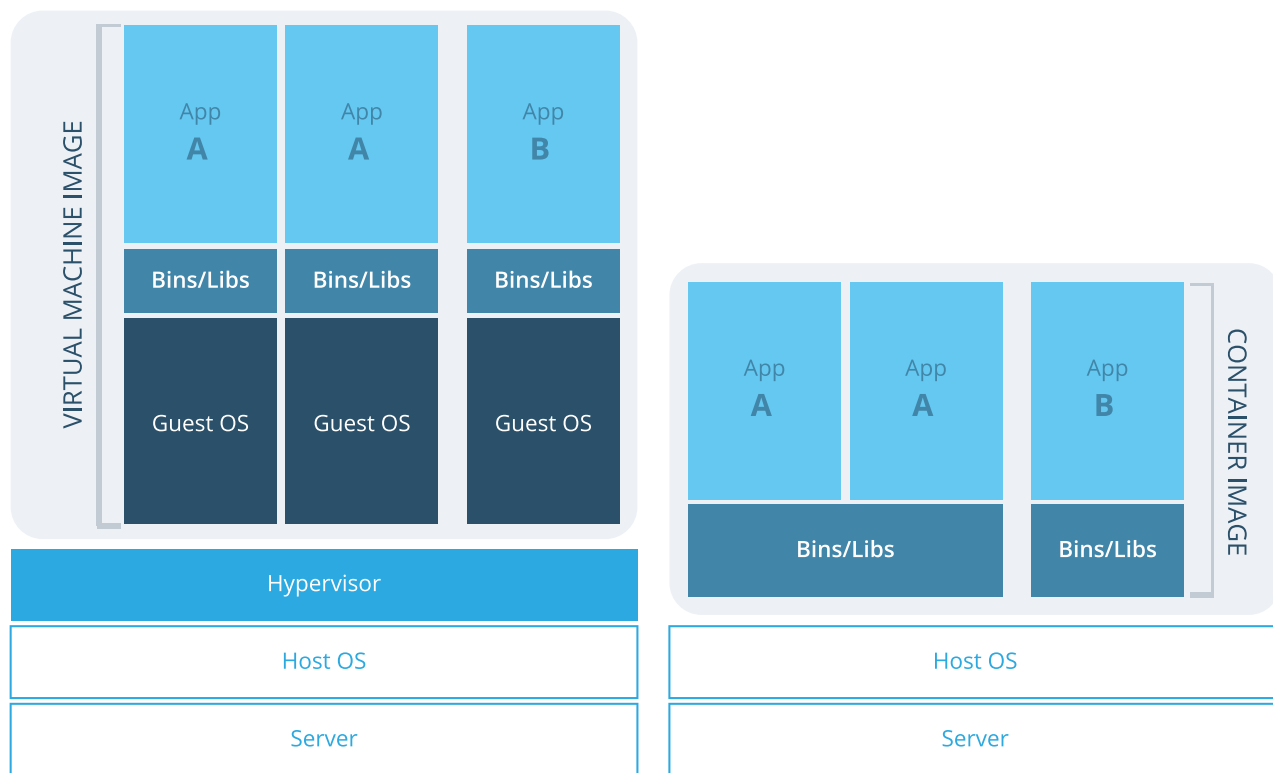 VIRTUAL MACHINE IMAGE
App
A
App
A
App
B
Bins/Libs
Bins/Libs
Bins/Libs
Guest OS
Guest OS
Guest OS
Hypervisor
Host OS
Server
App
A
App
A
App
B
Bins/Libs
Bins/Libs
CONTAINER IMAGE
Host OS
Server